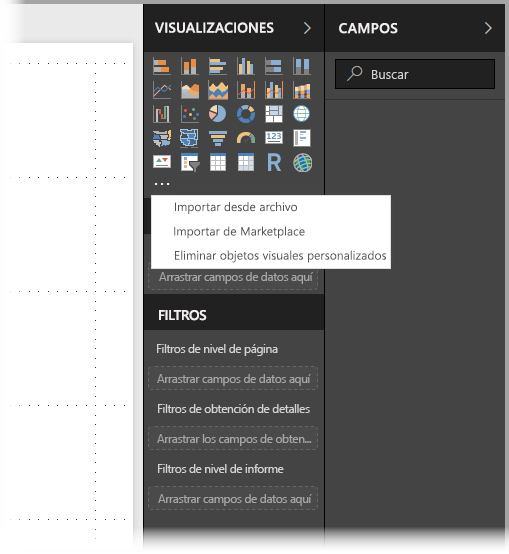 VISUALIZACIONES
CAMPOS
Buscar
123
R
Importar desde archivo
Importar de Marketplace
Eliminar objetos visuales personalizados
Arrastrar campos de datos aquí
FILTROS
Filtros de nivel de página
Arrastrar campos de datos aquí
Filtros de obtención de detalles
Arrastrar los campos de obten...
Filtros de nivel de informe
Arrastrar campos de datos aquí